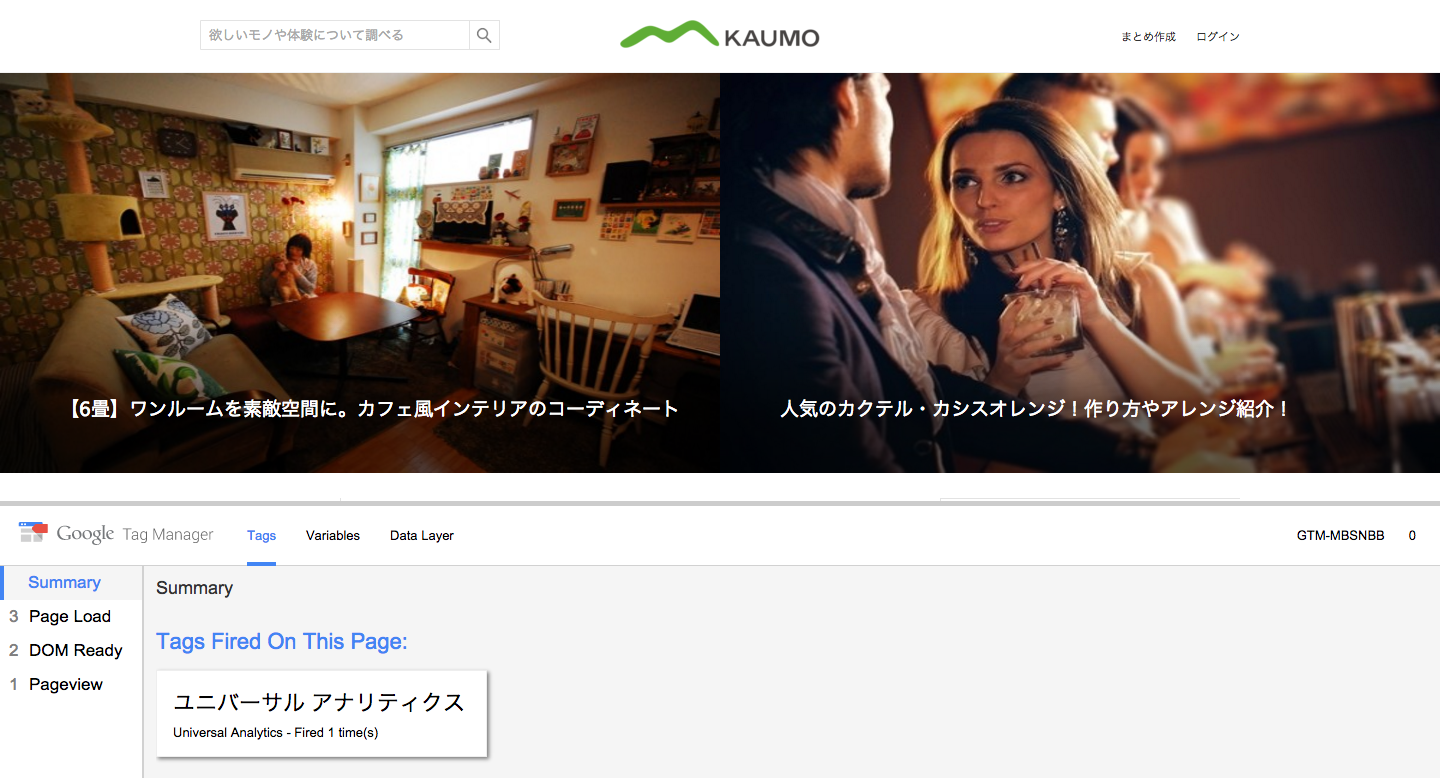 欲しいモノや体験について調べる
KAUMO
まとめ作成 ログイン
【6畳】ワンルームを素敵空間に。カフェ風インテリアのコーディネート
人気のカクテル・カシスオレンジ！作り方やアレンジ紹介！
Google Tag Manager Tags Variables Data Layer GTM-MBSNBB 0
Summary
3 Page Load
2 DOM Ready
1 Pageview
Summary
Tags Fired On This Page:
ユニバーサル アナリティクス
Universal Analytics - Fired 1 time(s)